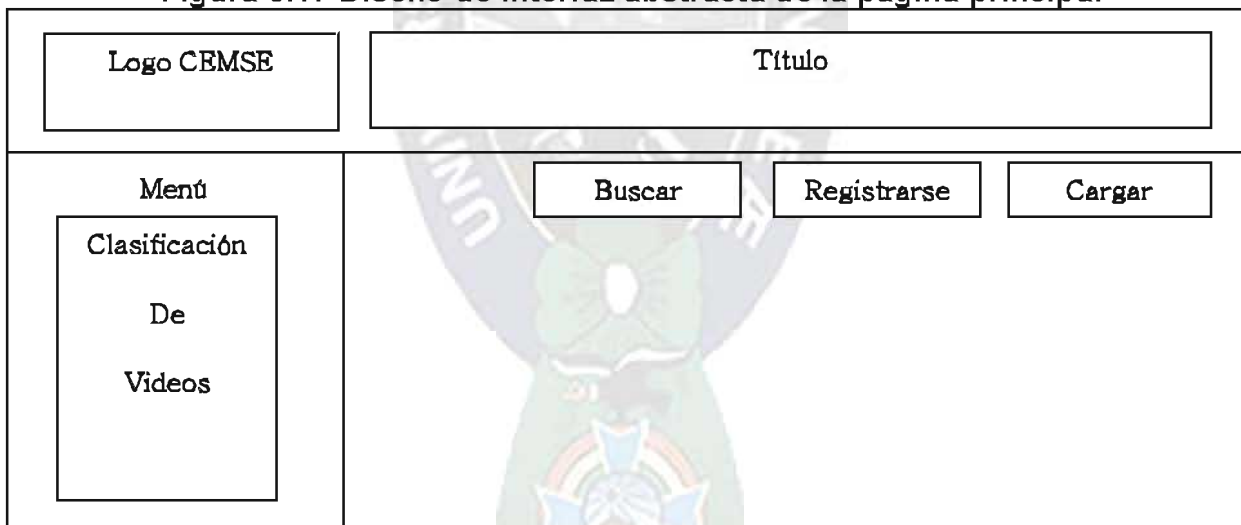 Logo CEMSE
Título
Menú
Buscar
Registrarse
Cargar
Clasificación
De
Videos